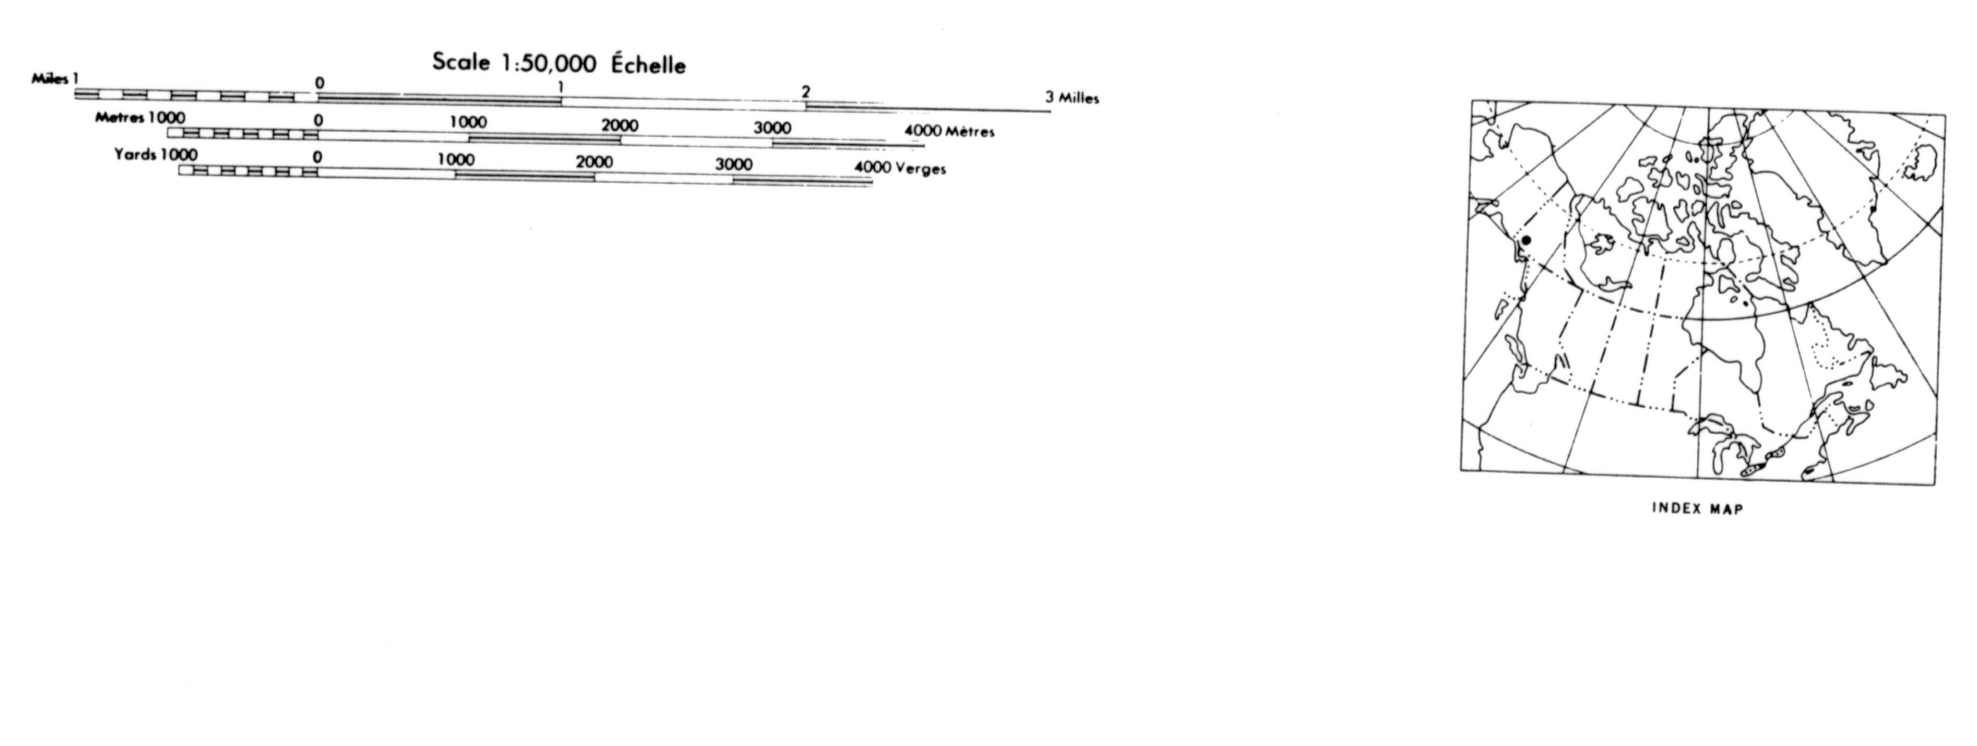 Scale 1:50,000 Échelle
Miles 1 0 1 2 3 Milles
Metres 1000 0 1000 2000 3000 4000 Mètres
Yards 1000 0 1000 2000 3000 4000 Verges
INDEX MAP